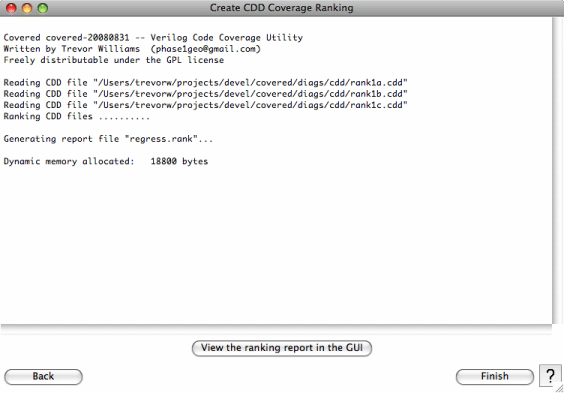 Create CDD Coverage Ranking
Covered covered-20080831 -- Verilog Code Coverage Utility
Written by Trevor Williams  (phase1geo@gmail.com)
Freely distributable under the GPL license
Reading CDD file "/Users/trevorw/projects/devel/covered/diags/cdd/rank1a.cdd"
Reading CDD file "/Users/trevorw/projects/devel/covered/diags/cdd/rank1b.cdd"
Reading CDD file "/Users/trevorw/projects/devel/covered/diags/cdd/rank1c.cdd"
Ranking CDD files ..........
Generating report file "regress.rank"...
Dynamic memory allocated:   18800 bytes
View the ranking report in the GUI
Back
Finish
?